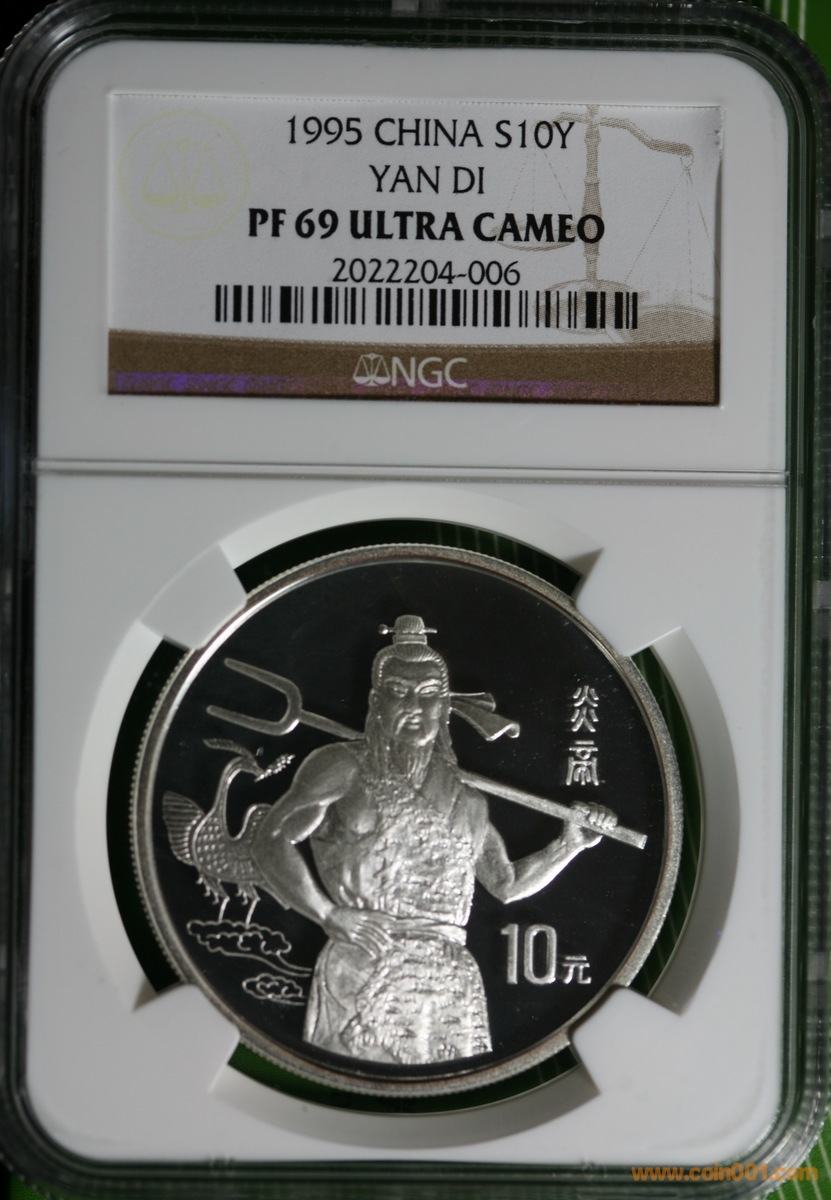 1995 CHINA S10Y
YAN DI
PF 69 ULTRA CAMEO
2022204-006
NGC
炎帝
10元
www.coin001.com